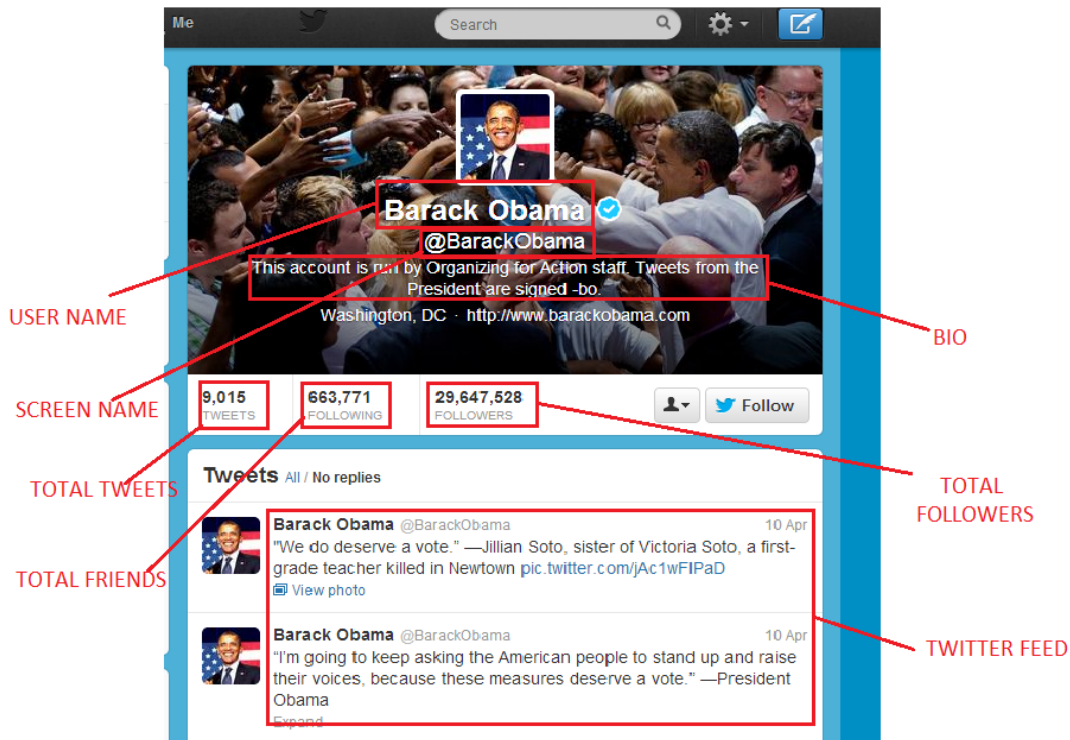 Me
Search
Barack Obama
@BarackObama
This account is run by Organizing for Action staff. Tweets from the
President are signed -bo.
Washington, DC · http://www.barackobama.com
USER NAME
BIO
SCREEN NAME
9,015
TWEETS
663,771
FOLLOWING
29,647,528
FOLLOWERS
Follow
TOTAL TWEETS
TOTAL
FOLLOWERS
TOTAL FRIENDS
Tweets All / No replies
Barack Obama @BarackObama 10 Apr
"We do deserve a vote." —Jillian Soto, sister of Victoria Soto, a first-
grade teacher killed in Newtown pic.twitter.com/jAc1wFIPaD
View photo
Barack Obama @BarackObama 10 Apr
“I'm going to keep asking the American people to stand up and raise
their voices, because these measures deserve a vote.” —President
Obama
Expand
TWITTER FEED